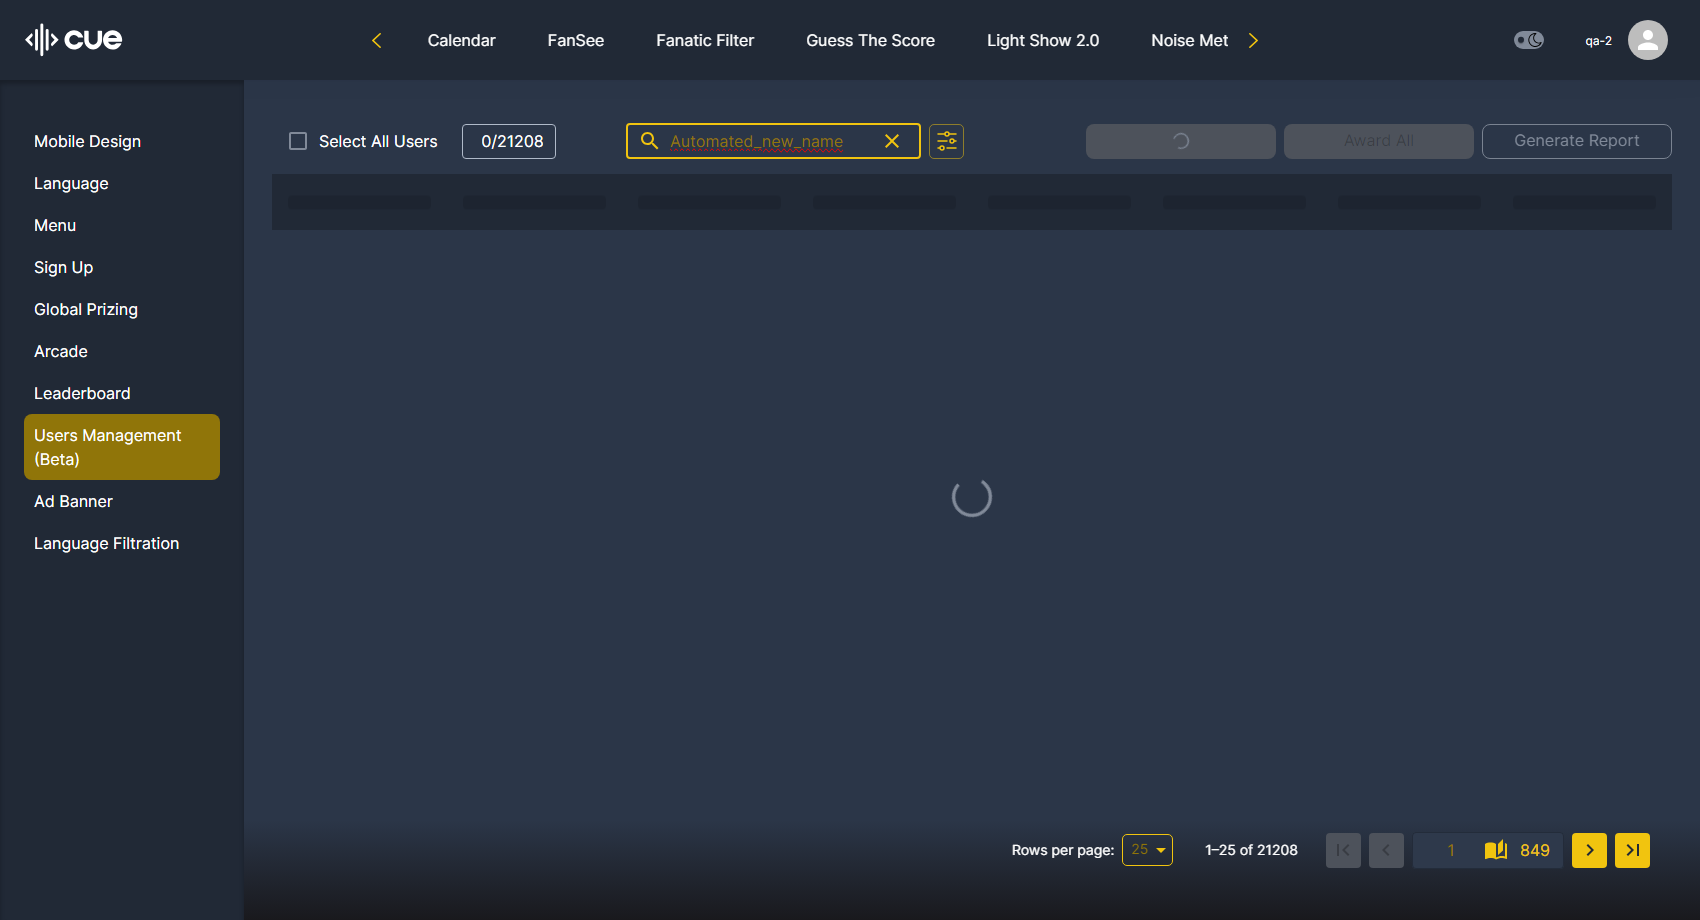 cue
Calendar
FanSee
Fanatic Filter
Guess The Score
Light Show 2.0
Noise Met
qa-2
Mobile Design
Language
Menu
Sign Up
Global Prizing
Arcade
Leaderboard
Users Management
(Beta)
Ad Banner
Language Filtration
Select All Users
0/21208
Automated_new_name
Award All
Generate Report
Rows per page:
25
1–25 of 21208
1
849